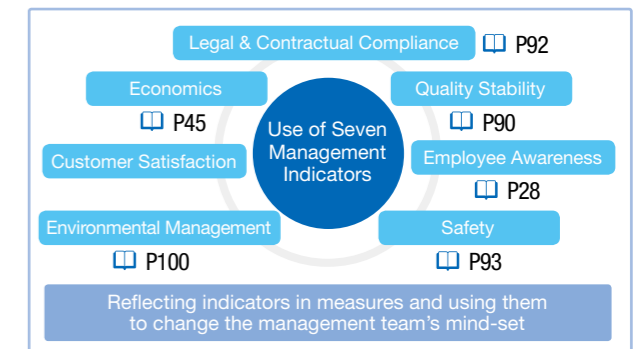 Legal & Contractual Compliance P92
Economics
P45
Quality Stability
P90
Use of Seven
Management
Indicators
Customer Satisfaction
Employee Awareness
P28
Environmental Management
P100
Safety
P93
Reflecting indicators in measures and using them
to change the management team's mind-set